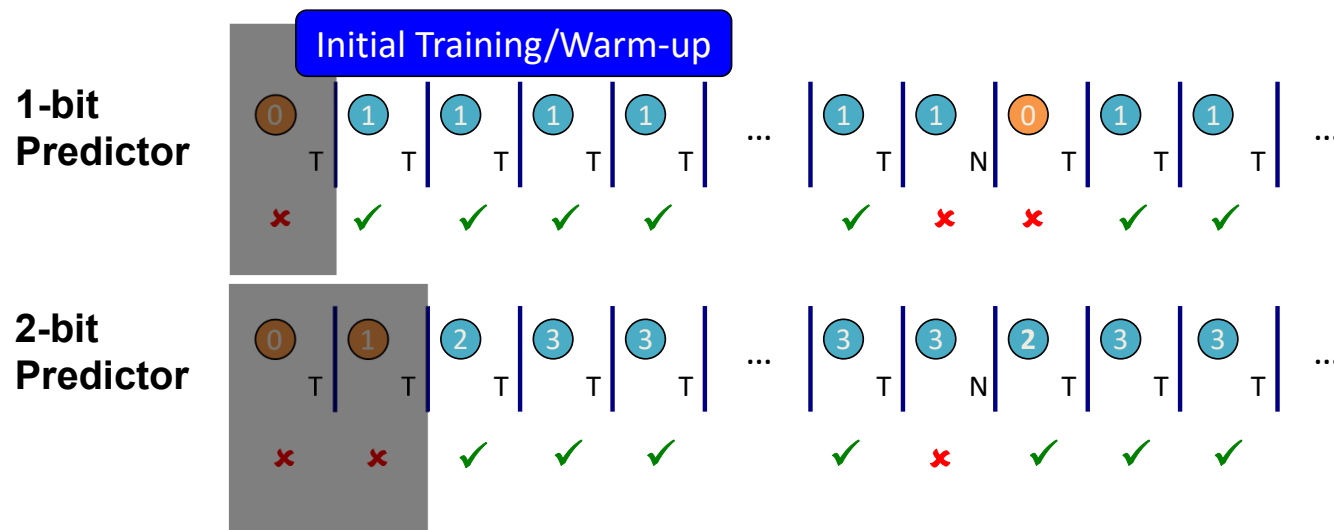 Initial Training/Warm-up
1-bit
Predictor
0 1 1 1 1 ... 1 1 0 1 1 ...
T T T T T T N T T T
2-bit
Predictor
0 1 2 3 3 ... 3 3 2 3 3 ...
T T T T T T N T T T